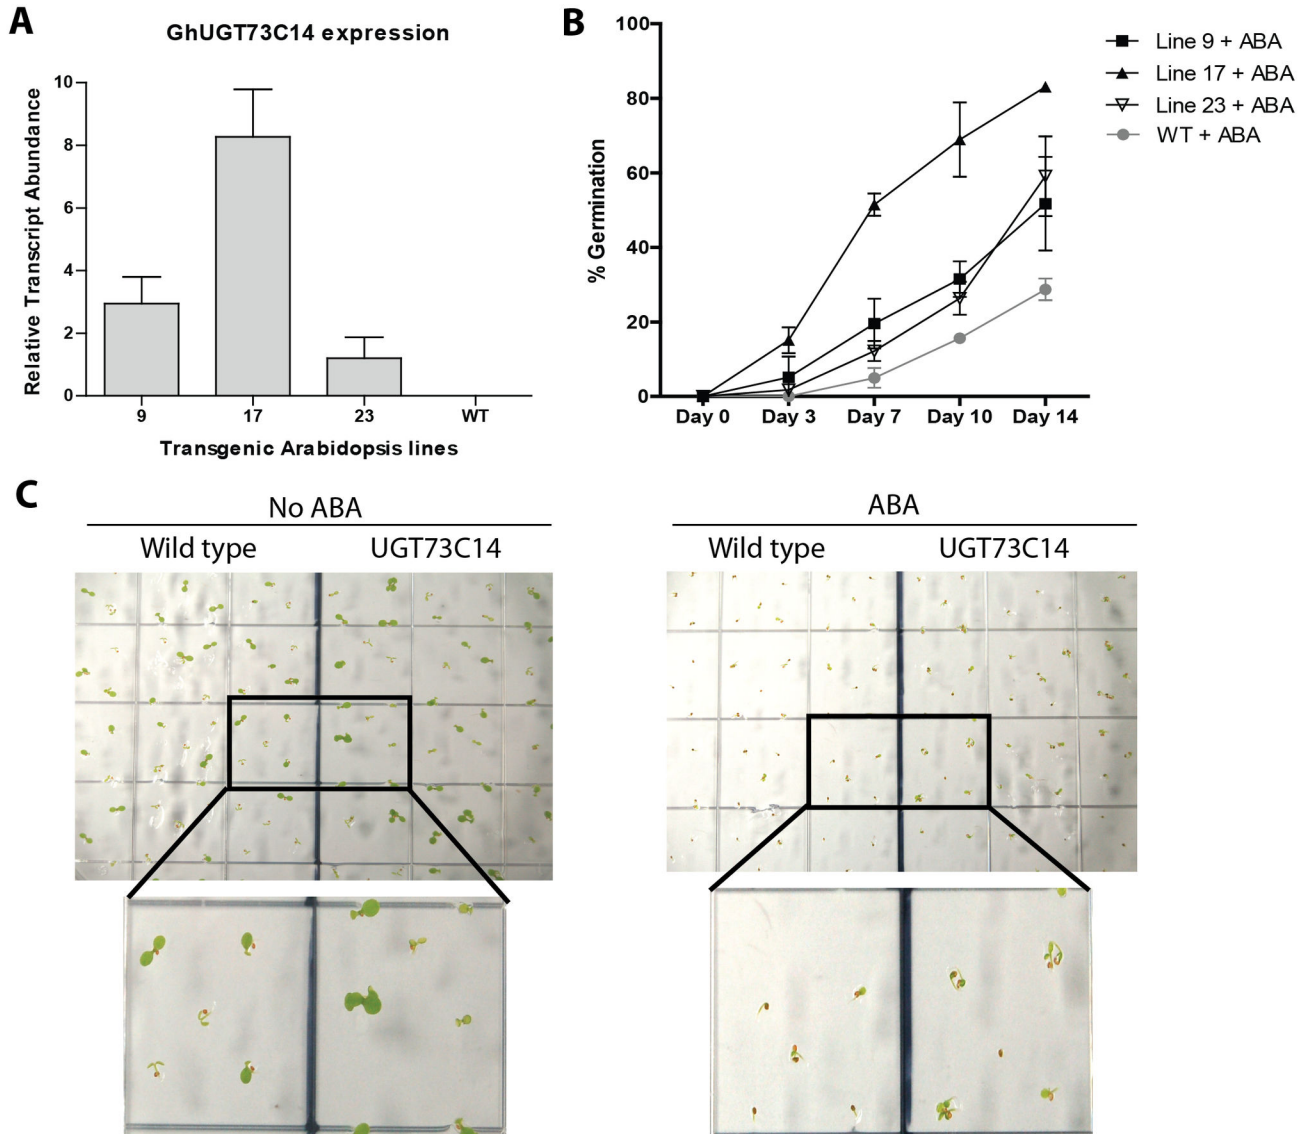 A
GhUGT73C14 expression
Relative Transcript Abundance
10
8
6
4
2
0
9 17 23 WT
Transgenic Arabidopsis lines
B
% Germination
100
80
60
40
20
0
Day 0 Day 3 Day 7 Day 10 Day 14
Line 9 + ABA
Line 17 + ABA
Line 23 + ABA
WT + ABA
C
No ABA
Wild type UGT73C14
ABA
Wild type UGT73C14